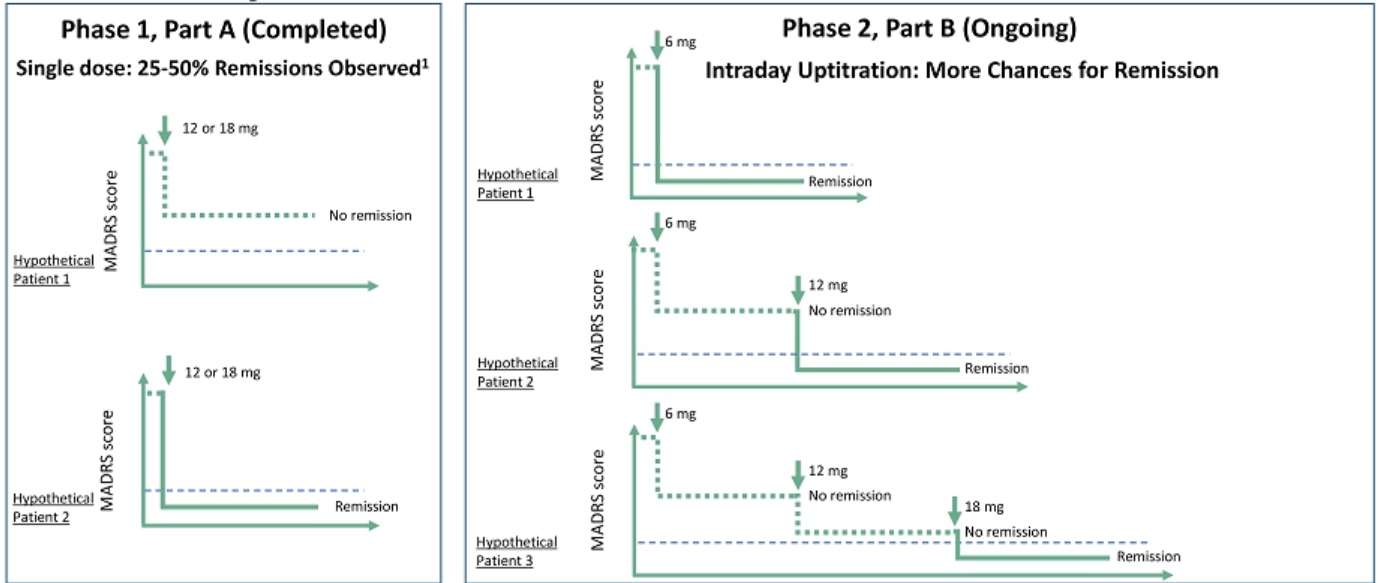 Phase 1, Part A (Completed)
Single dose: 25-50% Remissions Observed¹
12 or 18 mg
MADRS score
No remission
Hypothetical
Patient 1
12 or 18 mg
MADRS score
Hypothetical
Patient 2
Remission
Phase 2, Part B (Ongoing)
Intraday Uptitration: More Chances for Remission
6 mg
MADRS score
Hypothetical
Patient 1
Remission
6 mg
MADRS score
12 mg
No remission
Hypothetical
Patient 2
Remission
6 mg
MADRS score
12 mg
No remission
18 mg
No remission
Hypothetical
Patient 3
Remission